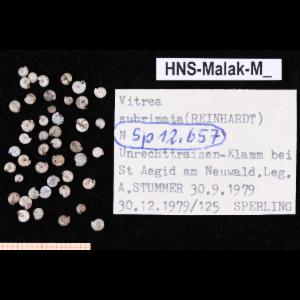 HNS-Malak-M_
Vitrea
subrimata(REINHARDT)
N Sp 12.657
Unrechttraisen-Klamm bei
St Aegid am Neuwald,Leg.
A.STUMMER 30.9.1979
30.12.1979/125 SPERLING